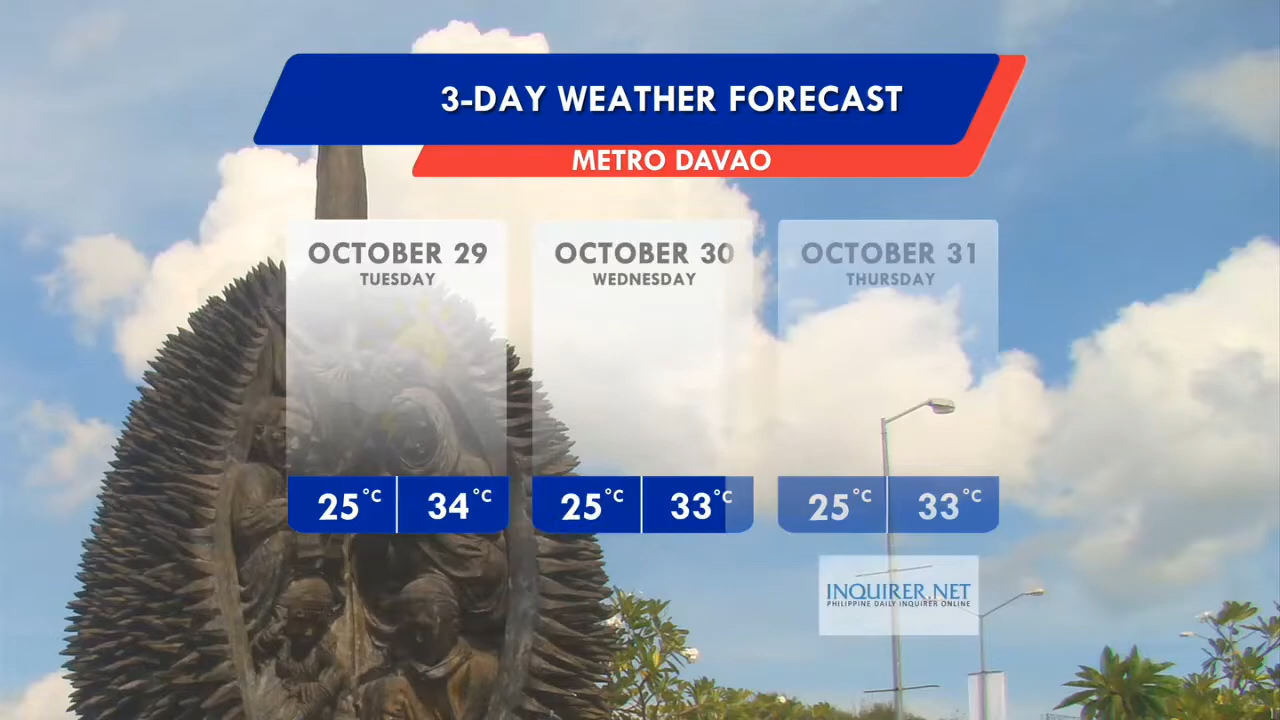 3-DAY WEATHER FORECAST
METRO DAVAO
OCTOBER 29
TUESDAY
25°C 34°C
OCTOBER 30
WEDNESDAY
25°C 33°C
OCTOBER 31
THURSDAY
25°C 33°C
INQUIRER.NET
PHILIPPINE DAILY INQUIRER ONLINE